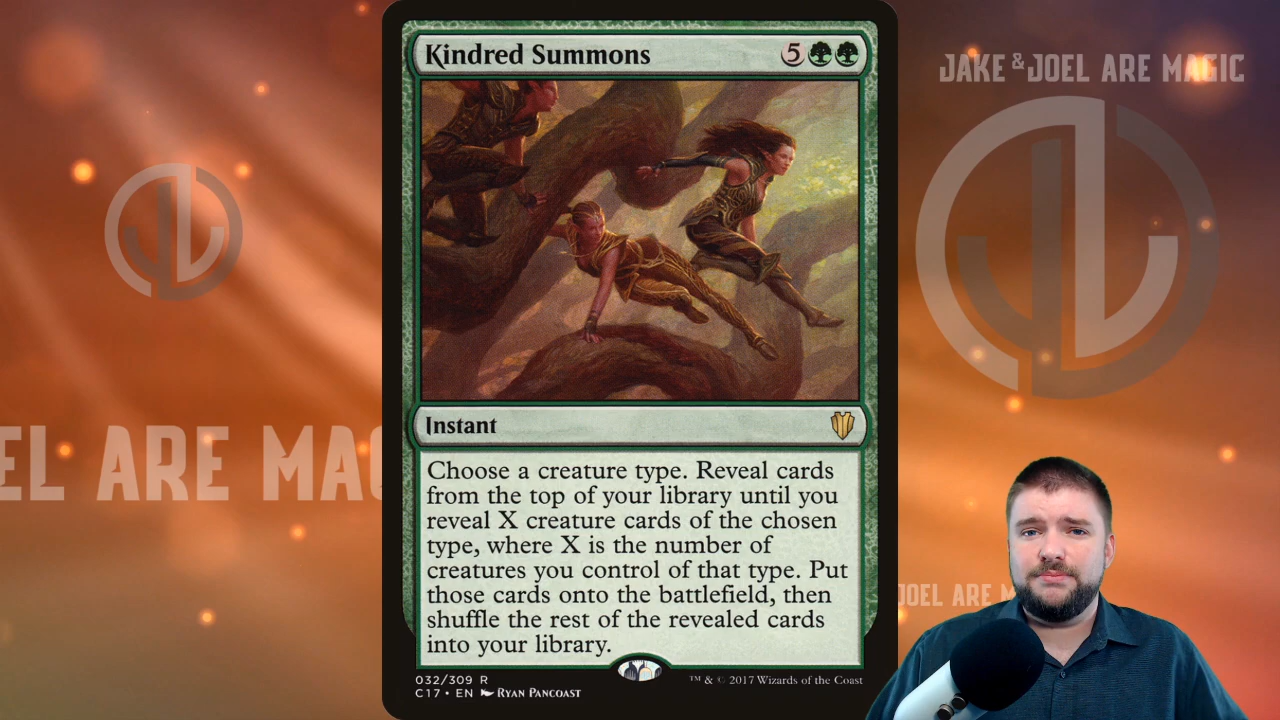 Kindred Summons 5
JAKE & JOEL ARE MAGIC
EL ARE MAG
Instant
Choose a creature type. Reveal cards
from the top of your library until you
reveal X creature cards of the chosen
type, where X is the number of
creatures you control of that type. Put
those cards onto the battlefield, then
shuffle the rest of the revealed cards
into your library.
JOEL ARE M
032/309 R
C17 • EN RYAN PANCOAST
™ & © 2017 Wizards of the Coast